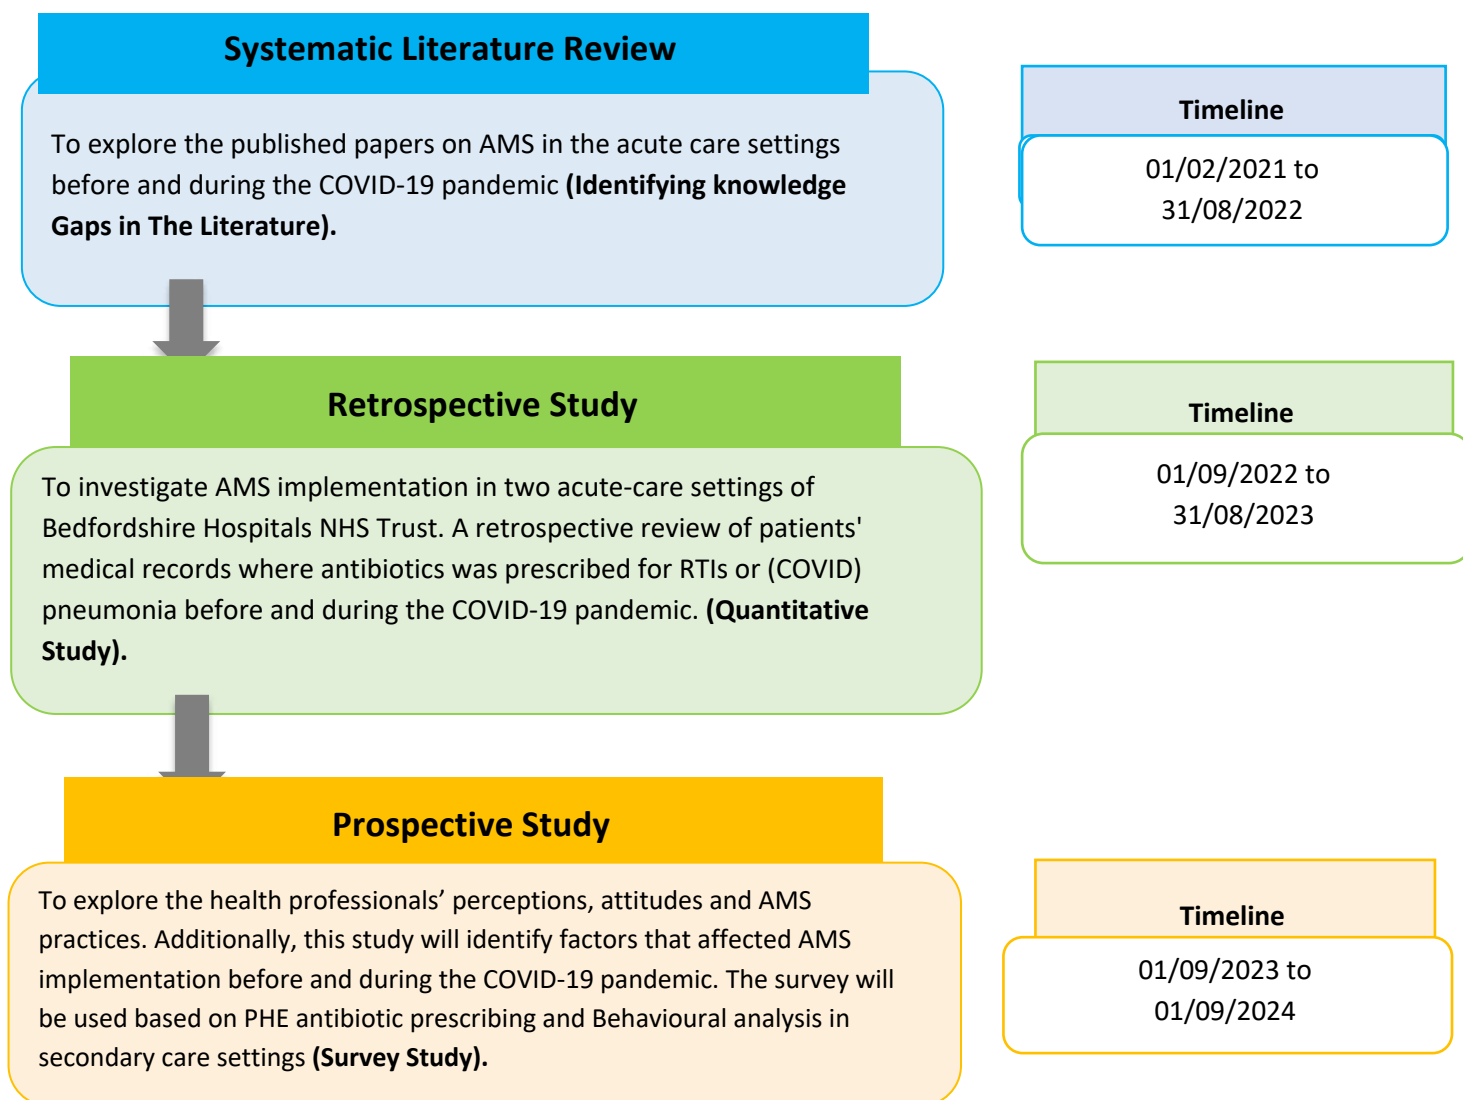 Systematic Literature Review
To explore the published papers on AMS in the acute care settings
before and during the COVID-19 pandemic (Identifying knowledge
Gaps in The Literature).
Timeline
01/02/2021 to
31/08/2022
Retrospective Study
To investigate AMS implementation in two acute-care settings of
Bedfordshire Hospitals NHS Trust. A retrospective review of patients'
medical records where antibiotics was prescribed for RTIs or (COVID)
pneumonia before and during the COVID-19 pandemic. (Quantitative
Study).
Timeline
01/09/2022 to
31/08/2023
Prospective Study
To explore the health professionals’ perceptions, attitudes and AMS
practices. Additionally, this study will identify factors that affected AMS
implementation before and during the COVID-19 pandemic. The survey will
be used based on PHE antibiotic prescribing and Behavioural analysis in
secondary care settings (Survey Study).
Timeline
01/09/2023 to
01/09/2024